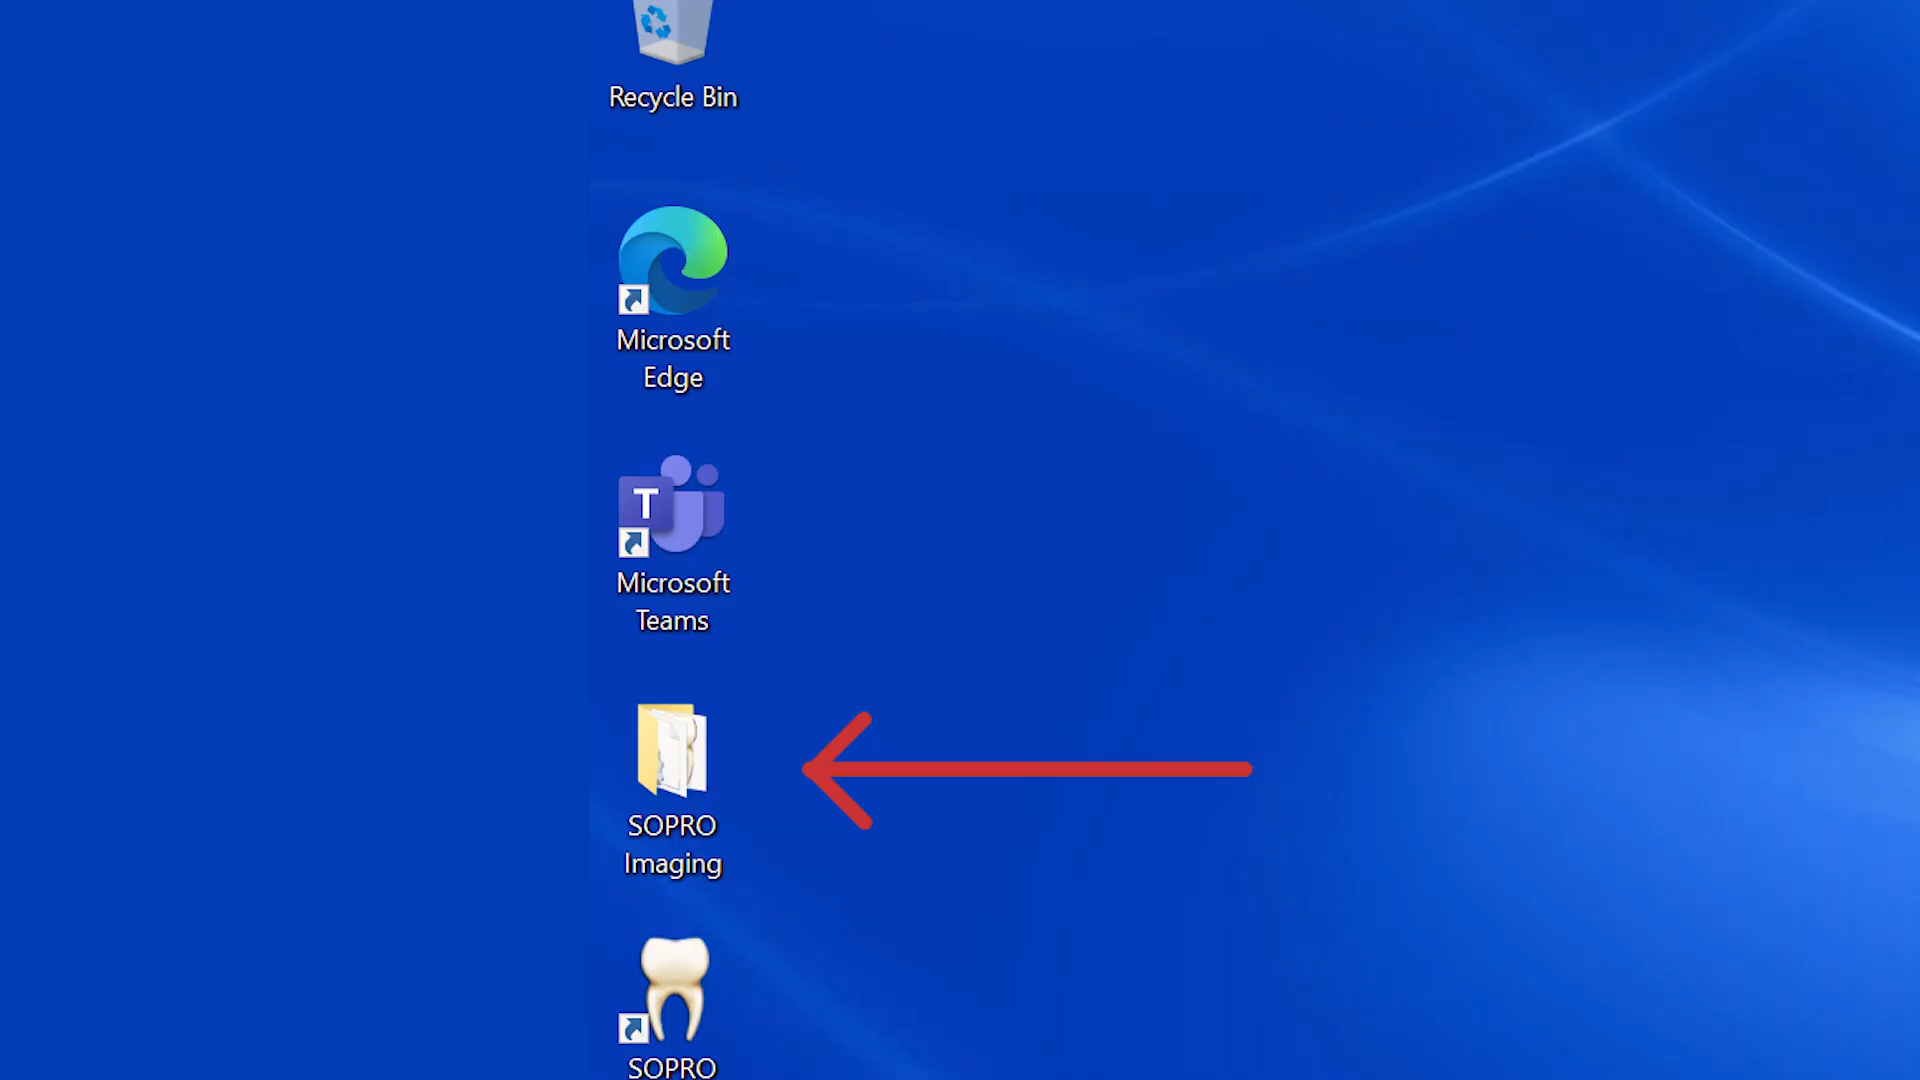 Recycle Bin
Microsoft
Edge
T
Microsoft
Teams
SOPRO
Imaging
SOPRO